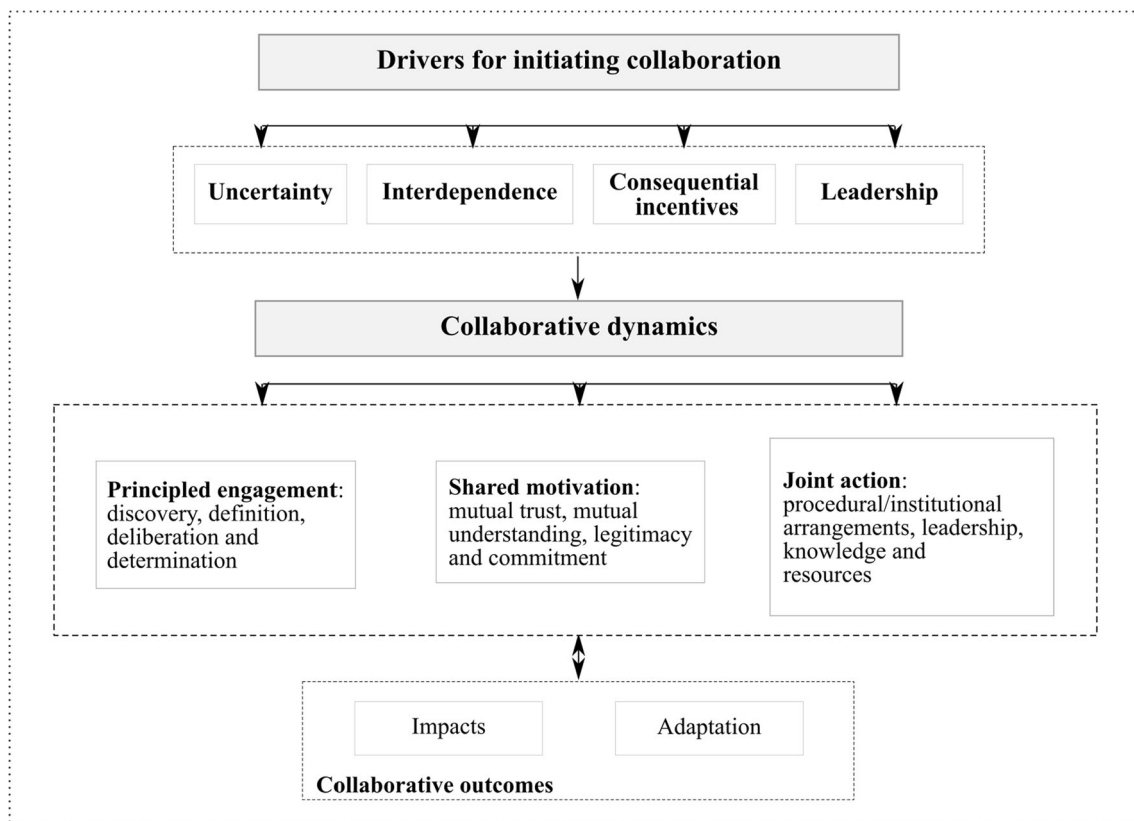 Drivers for initiating collaboration
Uncertainty
Interdependence
Consequential
incentives
Leadership
Collaborative dynamics
Principled engagement:
discovery, definition,
deliberation and
determination
Shared motivation:
mutual trust, mutual
understanding, legitimacy
and commitment
Joint action:
procedural/institutional
arrangements, leadership,
knowledge and
resources
Impacts
Adaptation
Collaborative outcomes